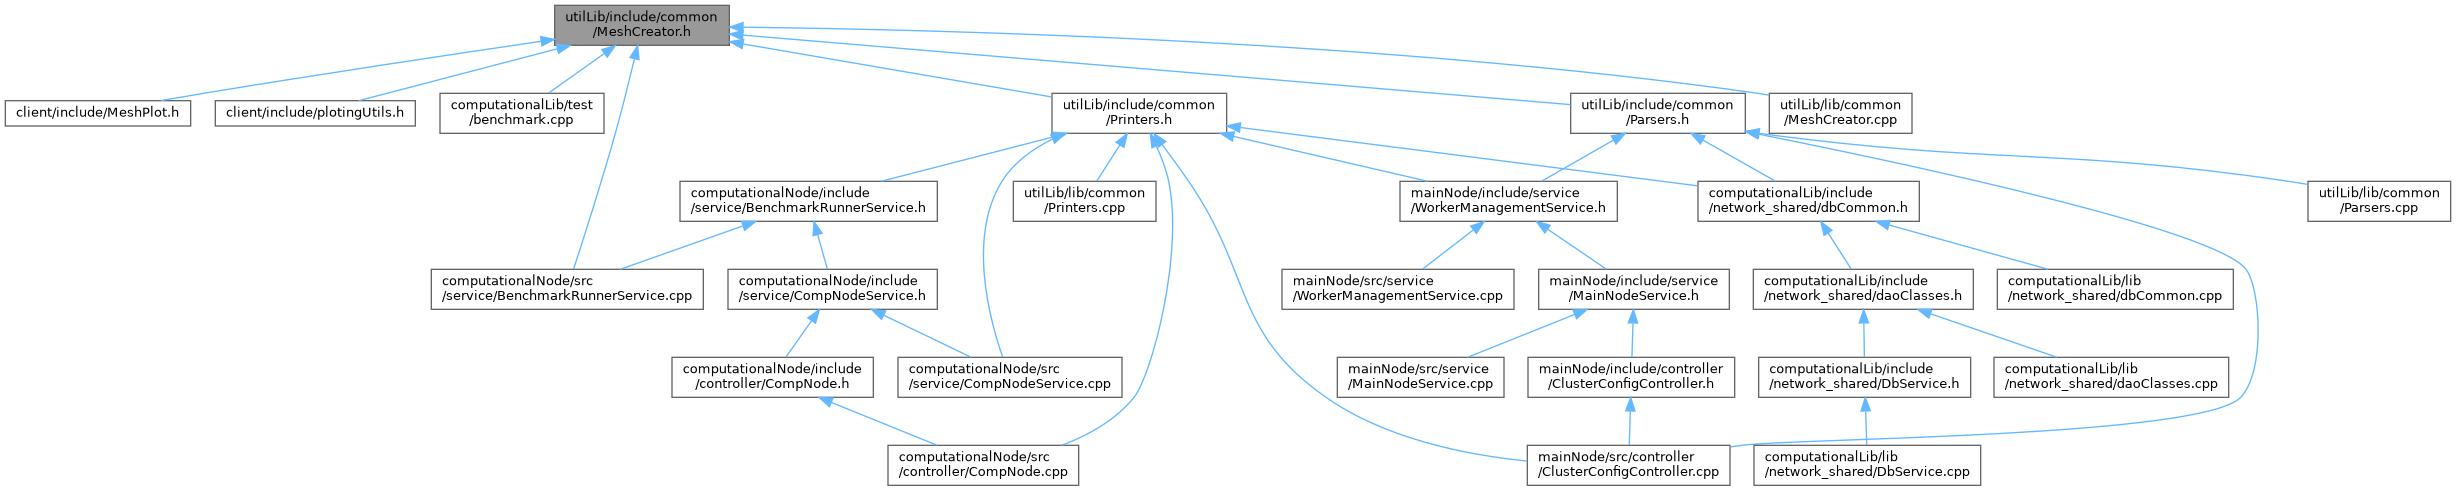 utilLib/include/common
/MeshCreator.h
client/include/MeshPlot.h
client/include/plotingUtils.h
computationalLib/test
/benchmark.cpp
utilLib/include/common
/Printers.h
utilLib/include/common
/Parsers.h
utilLib/lib/common
/MeshCreator.cpp
computationalNode/include
/service/BenchmarkRunnerService.h
utilLib/lib/common
/Printers.cpp
mainNode/include/service
/WorkerManagementService.h
computationalLib/include
/network_shared/dbCommon.h
utilLib/lib/common
/Parsers.cpp
computationalNode/src
/service/BenchmarkRunnerService.cpp
computationalNode/include
/service/CompNodeService.h
mainNode/src/service
/WorkerManagementService.cpp
mainNode/include/service
/MainNodeService.h
computationalLib/include
/network_shared/daoClasses.h
computationalLib/lib
/network_shared/dbCommon.cpp
computationalNode/include
/controller/CompNode.h
computationalNode/src
/service/CompNodeService.cpp
mainNode/src/service
/MainNodeService.cpp
mainNode/include/controller
/ClusterConfigController.h
computationalLib/include
/network_shared/DbService.h
computationalLib/lib
/network_shared/daoClasses.cpp
computationalNode/src
/controller/CompNode.cpp
mainNode/src/controller
/ClusterConfigController.cpp
computationalLib/lib
/network_shared/DbService.cpp